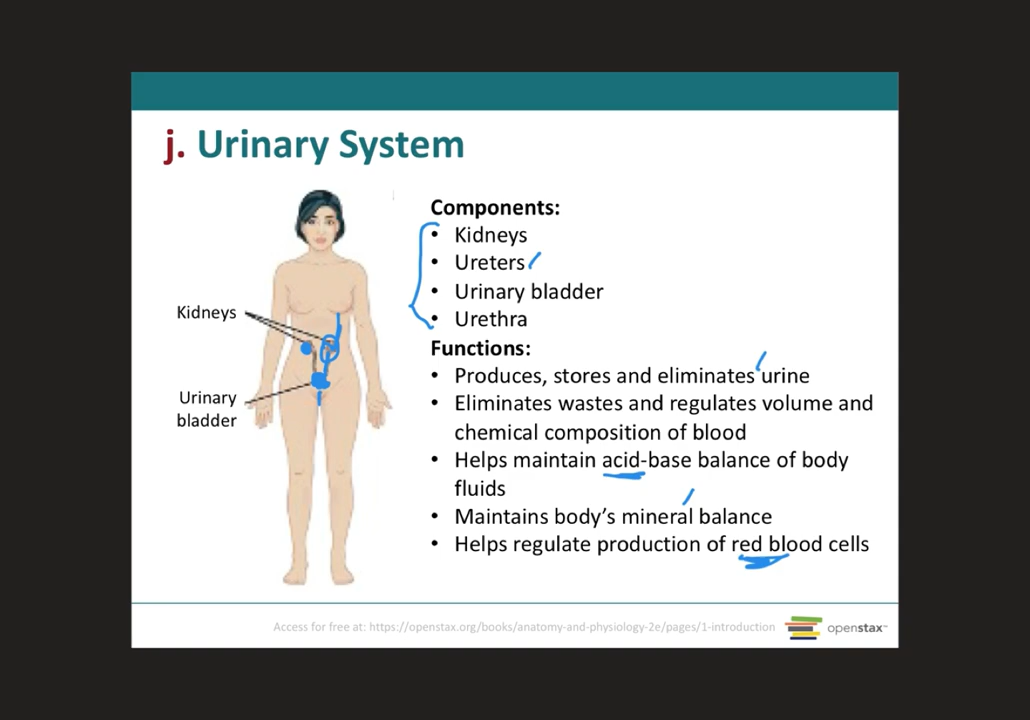 j. Urinary System
Components:
• Kidneys
• Ureters
• Urinary bladder
• Urethra
Functions:
• Produces, stores and eliminates urine
• Eliminates wastes and regulates volume and
chemical composition of blood
• Helps maintain acid-base balance of body
fluids
• Maintains body's mineral balance
• Helps regulate production of red blood cells
Kidneys
Urinary
bladder
Access for free at: https://openstax.org/books/anatomy-and-physiology-2e/pages/1-introduction
openstax™